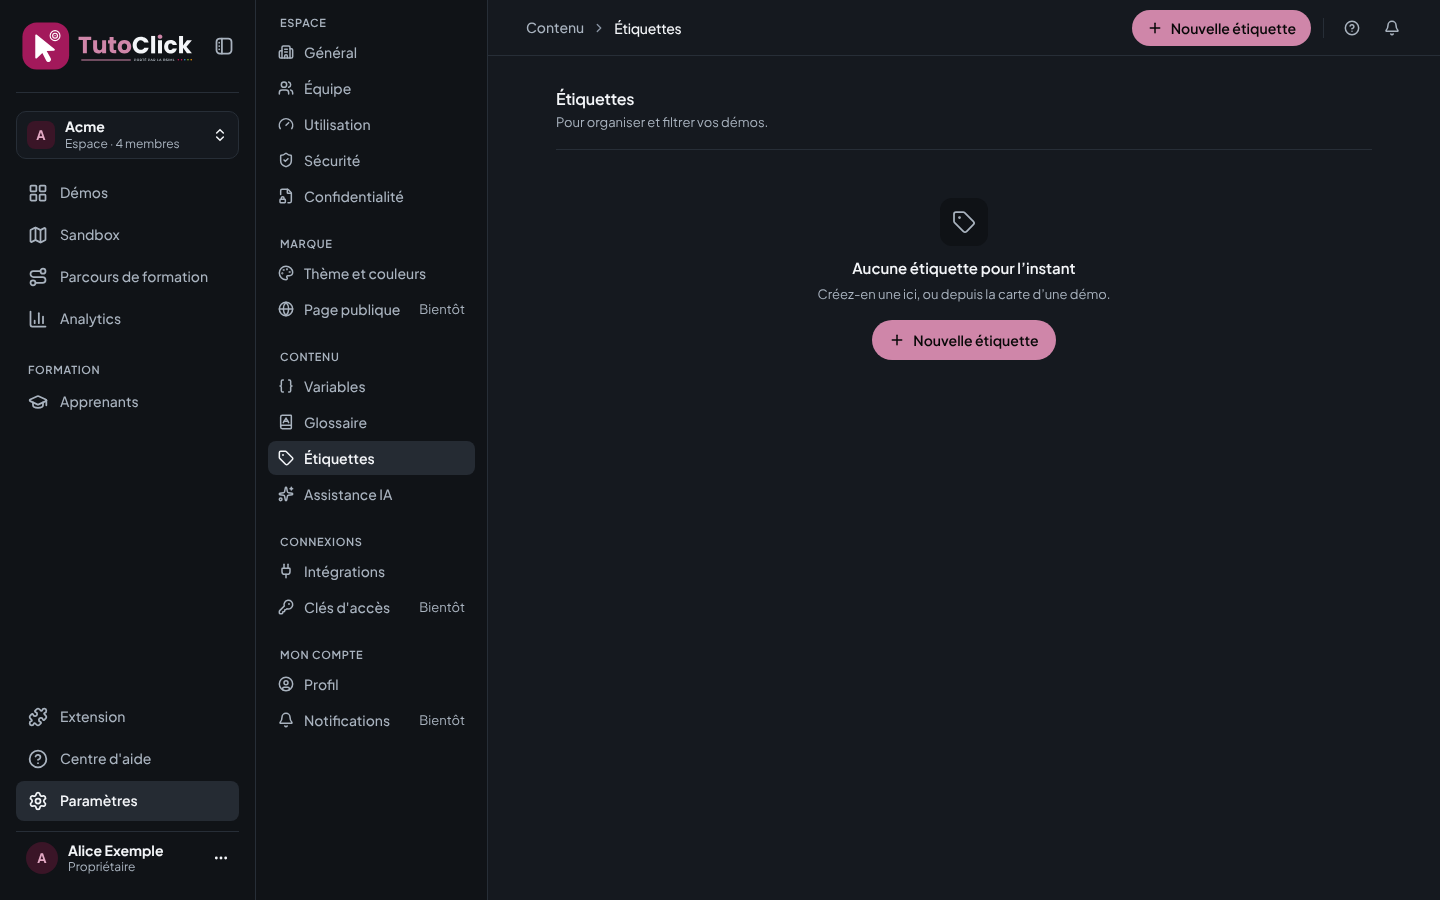 TutoClick
Acme
Espace · 4 membres
Démos
Sandbox
Parcours de formation
Analytics
FORMATION
Apprenants
Extension
Centre d'aide
Paramètres
A
Alice Exemple
Propriétaire
ESPACE
Général
Équipe
Utilisation
Sécurité
Confidentialité
MARQUE
Thème et couleurs
Page publique Bientôt
CONTENU
Variables
Glossaire
Étiquettes
Assistance IA
CONNEXIONS
Intégrations
Clés d'accès Bientôt
MON COMPTE
Profil
Notifications Bientôt
Contenu > Étiquettes
+ Nouvelle étiquette
Étiquettes
Pour organiser et filtrer vos démos.
Aucune étiquette pour l’instant
Créez-en une ici, ou depuis la carte d’une démo.
+ Nouvelle étiquette